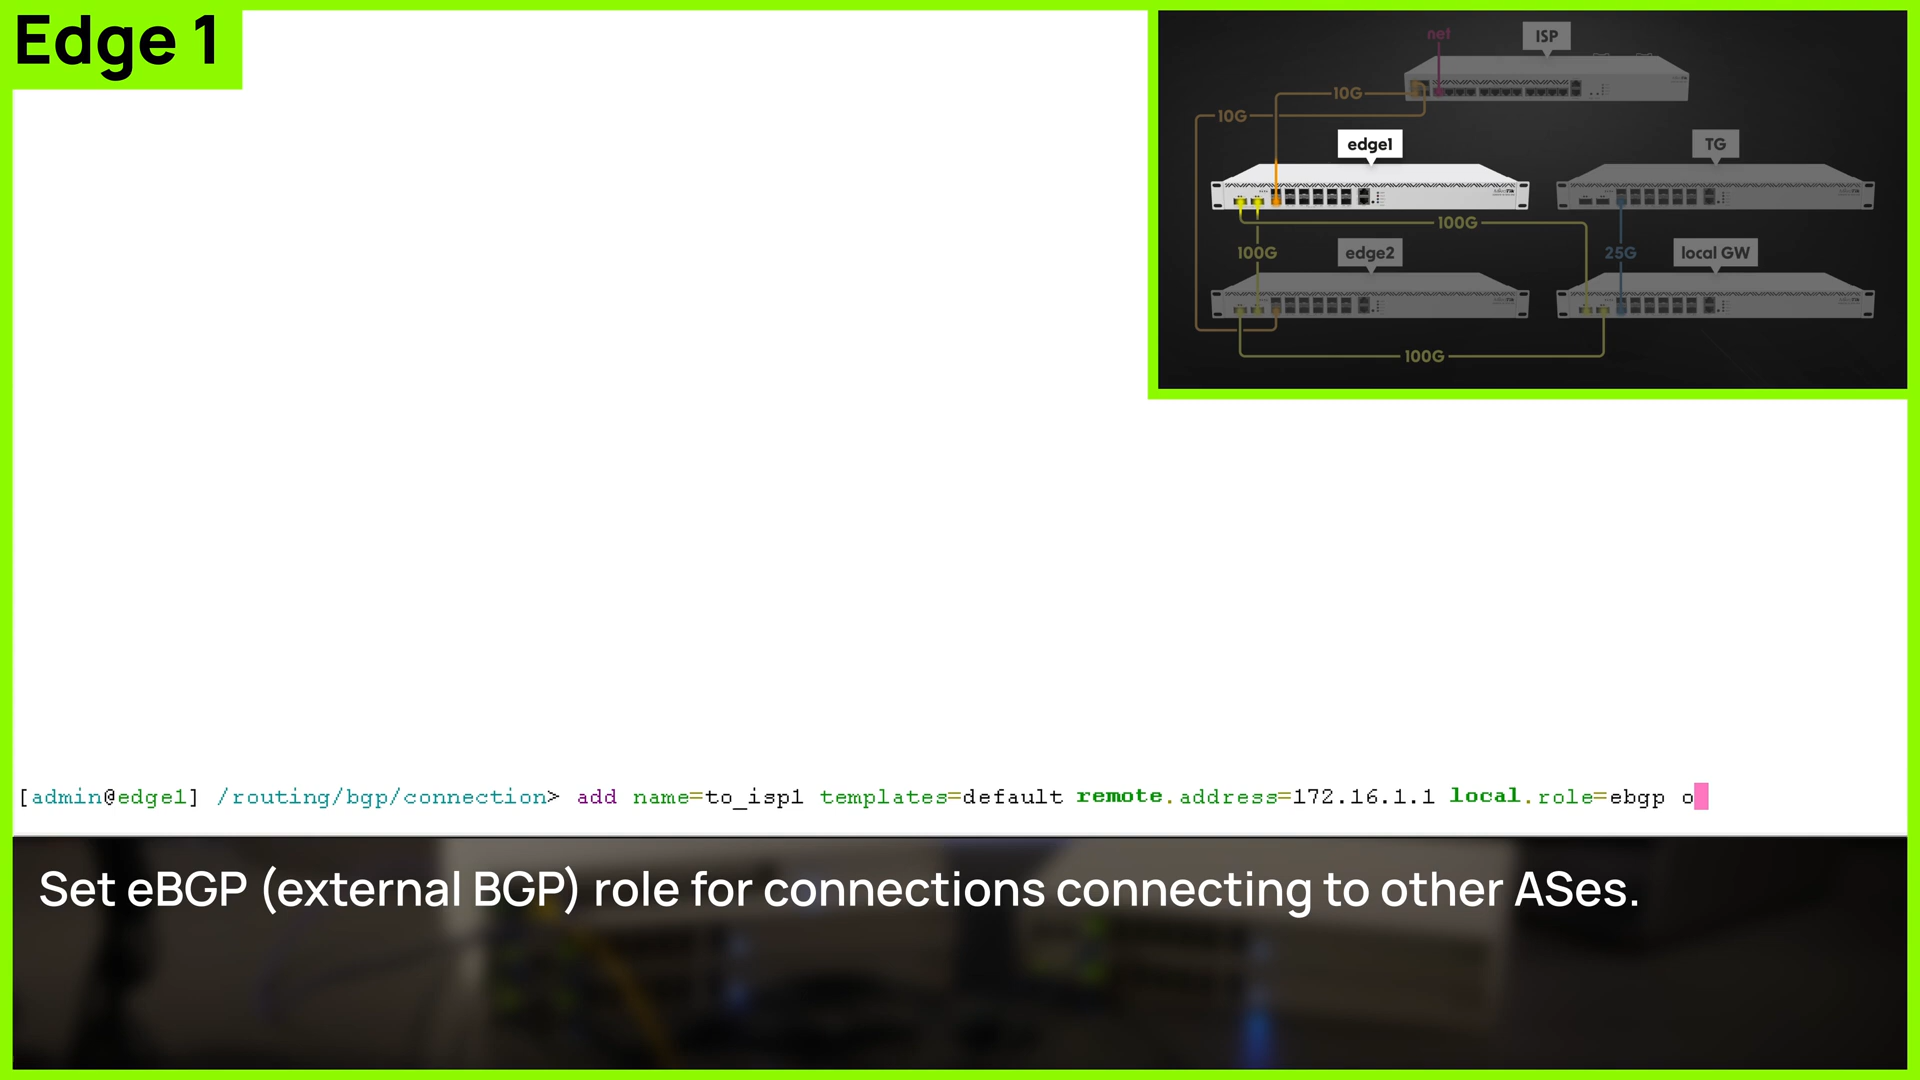 Edge 1
net
ISP
10G
10G
edge1
TG
100G
100G
edge2
25G
local GW
100G
[admin@edge1] /routing/bgp/connection> add name=to_isp1 templates=default remote.address=172.16.1.1 local.role=ebgp o
Set eBGP (external BGP) role for connections connecting to other ASes.